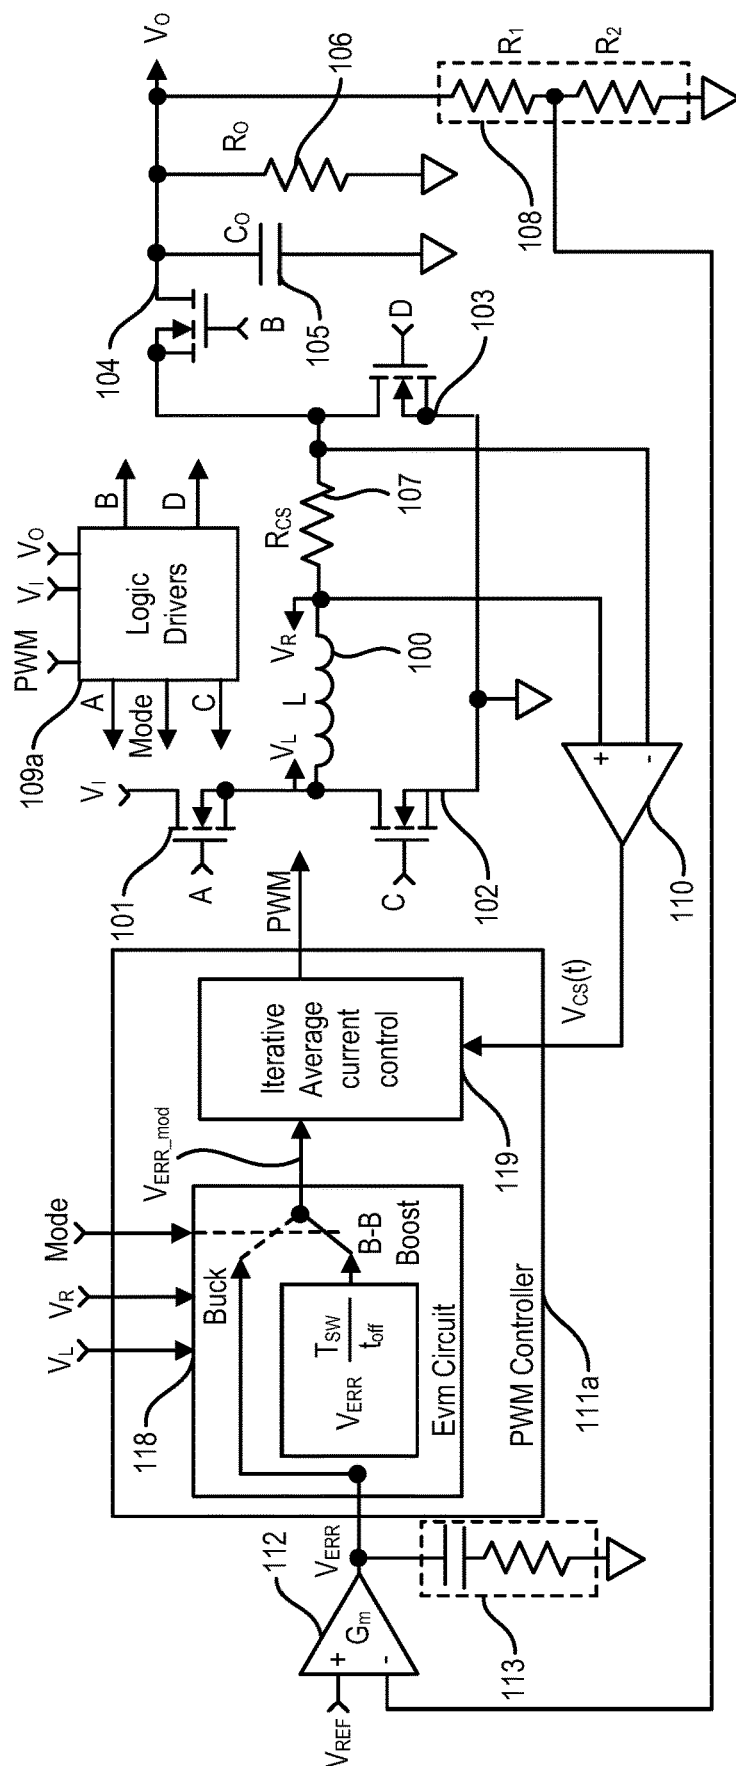 PWM
V_I
V_O
109a
A
Mode
C
Logic
Drivers
B
D
V_I
101
A
V_L
L
V_R
100
R_CS
107
C
102
104
B
C_O
105
R_O
106
V_O
D
103
R_1
R_2
108
V_L
V_R
Mode
118
Buck
B-B
Boost
V_ERR T_SW
t_off
Evm Circuit
V_ERR_mod
Iterative
Average
current
control
119
PWM
PWM Controller
111a
V_CS(t)
+
-
110
V_REF
+
-
G_m
112
V_ERR
113